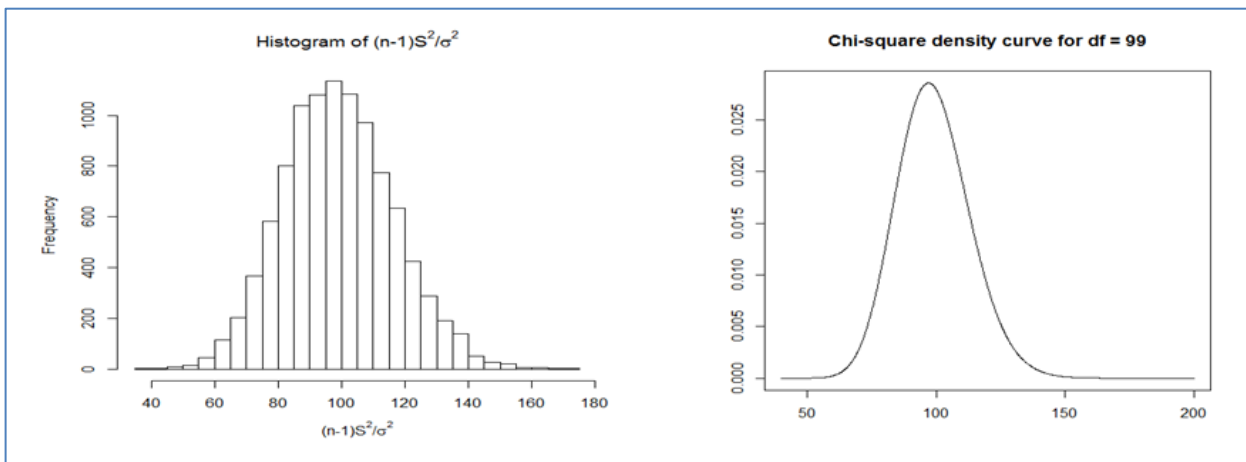 Histogram of (n-1)S²/σ²
Frequency
1000
800
600
400
200
0
40 60 80 100 120 140 160 180
(n-1)S²/σ²
Chi-square density curve for df = 99
0.025
0.020
0.015
0.010
0.005
0.000
50 100 150 200